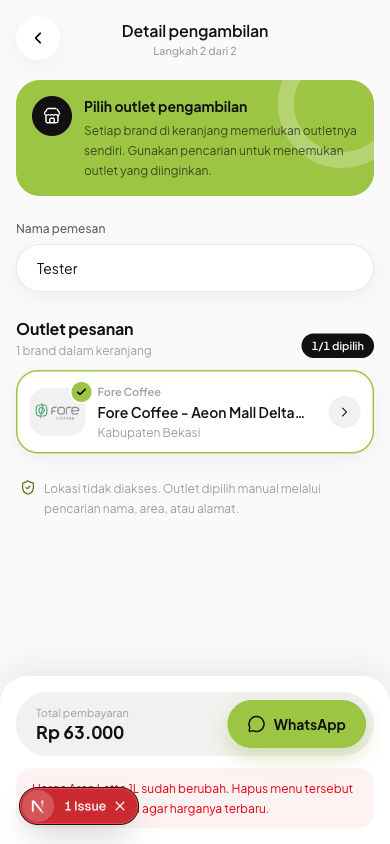 Detail pengambilan
Langkah 2 dari 2
Pilih outlet pengambilan
Setiap brand di keranjang memerlukan outletnya
sendiri. Gunakan pencarian untuk menemukan
outlet yang diinginkan.
Nama pemesan
Tester
Outlet pesanan
1 brand dalam keranjang
1/1 dipilih
FORE
COFFEE
Fore Coffee
Fore Coffee - Aeon Mall Delta...
Kabupaten Bekasi
Lokasi tidak diakses. Outlet dipilih manual melalui
pencarian nama, area, atau alamat.
Total pembayaran
Rp 63.000
WhatsApp
1L sudah berubah. Hapus menu tersebut
agar harganya terbaru.
N
1 Issue